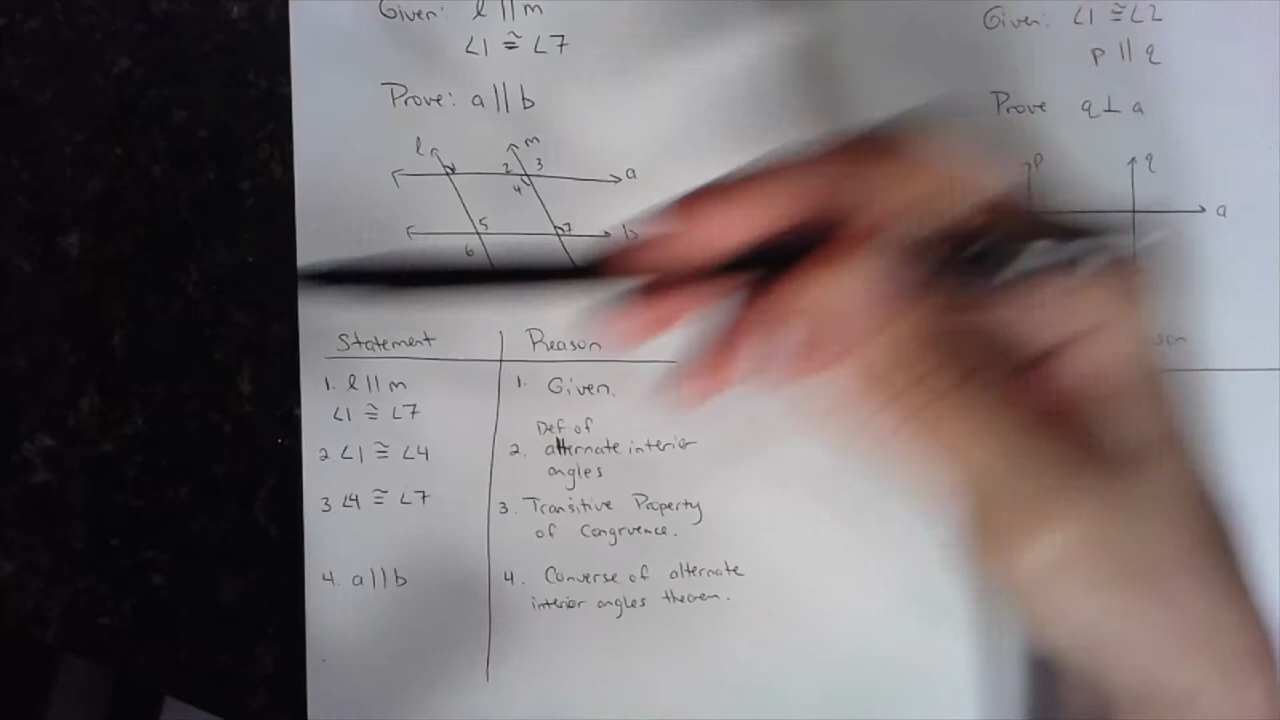 Given: l || m
∠1 ≅ ∠7
Prove: a || b
l
m
2
3
a
4
5
7
6
Statement
Reason
1. l || m
1. Given.
∠1 ≅ ∠7
Def of
2 ∠1 ≅ ∠4
2. alternate interior
angles
3 ∠4 ≅ ∠7
3. Transitive Property
of Congruence.
4. a || b
4. Converse of alternate
interior angles theorem.
Given: ∠1 ≅ ∠2
p || q
Prove q ⊥ a
p
q
a